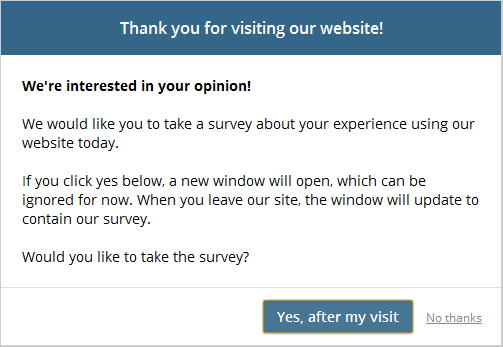 Thank you for visiting our website!
We're interested in your opinion!
We would like you to take a survey about your experience using our
website today.
If you click yes below, a new window will open, which can be
ignored for now. When you leave our site, the window will update to
contain our survey.
Would you like to take the survey?
Yes, after my visit
No thanks